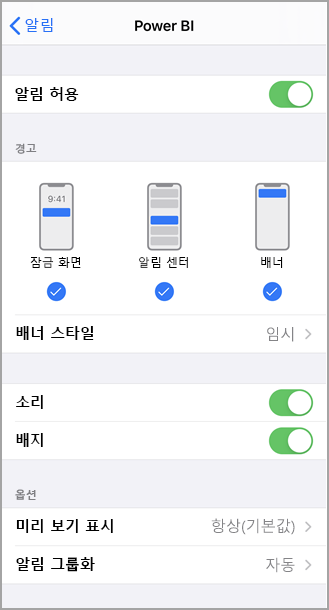 알림 Power BI
알림 허용
경고
9:41
잠금 화면 알림 센터 배너
배너 스타일 임시
소리
배지
옵션
미리 보기 표시 항상(기본값)
알림 그룹화 자동